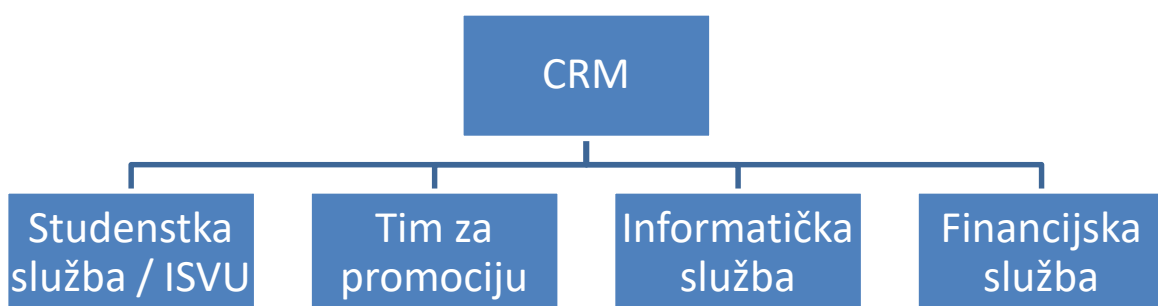 CRM
Studenstka
služba / ISVU
Tim za
promociju
Informatička
služba
Financijska
služba